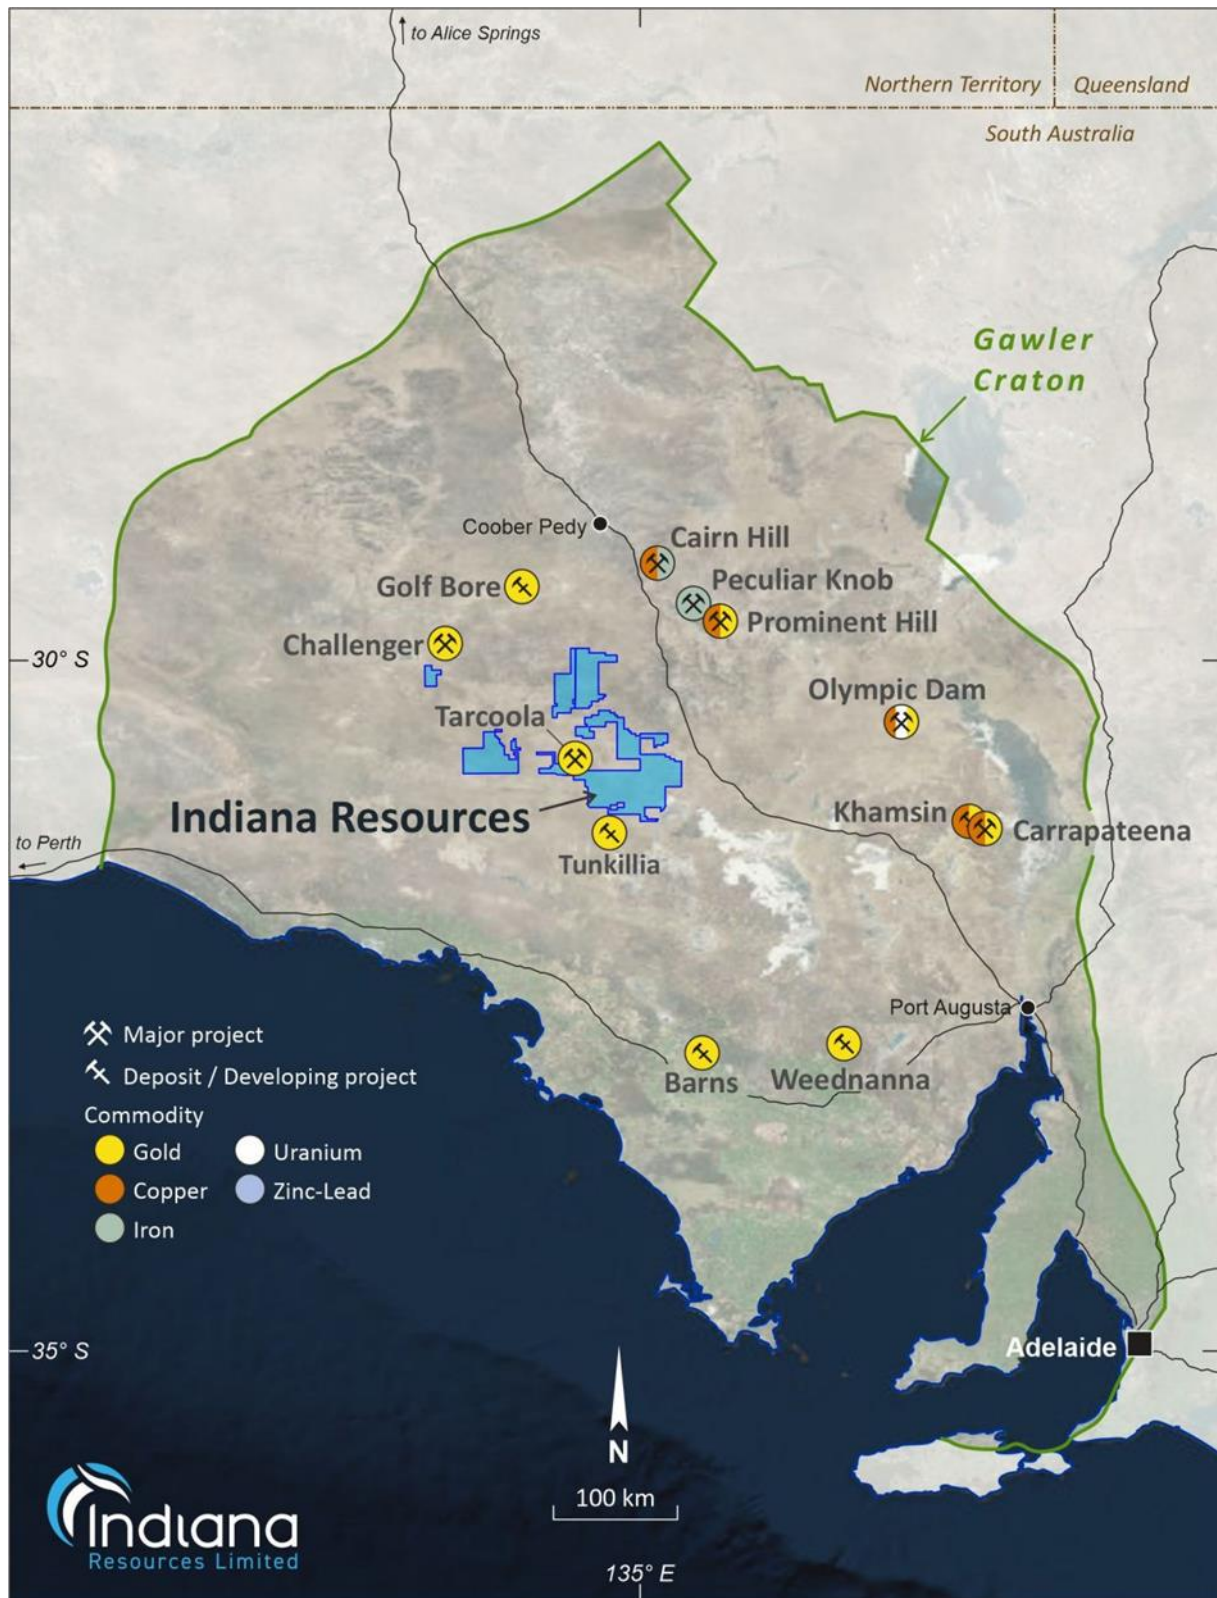 to Alice Springs
Northern Territory
Queensland
South Australia
Gawler
Craton
Coober Pedy
Cairn Hill
Golf Bore
Peculiar Knob
Prominent Hill
Challenger
30° S
Olympic Dam
Tarcoola
Indiana Resources
Khamsin
Carrapateena
to Perth
Tunkillia
Port Augusta
Major project
Deposit / Developing project
Barns
Weednanna
Commodity
Gold
Uranium
Copper
Zinc-Lead
Iron
35° S
Adelaide
N
100 km
Indiana
Resources Limited
135° E